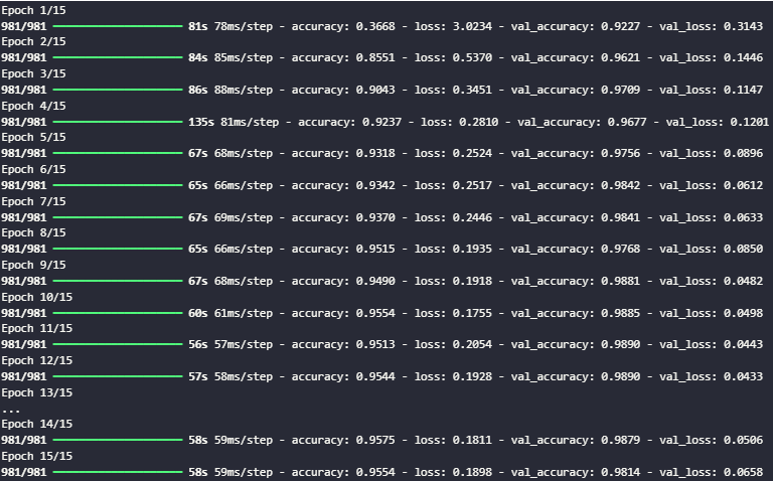 Epoch 1/15
981/981 81s 78ms/step - accuracy: 0.3668 - loss: 3.0234 - val_accuracy: 0.9227 - val_loss: 0.3143
Epoch 2/15
981/981 84s 85ms/step - accuracy: 0.8551 - loss: 0.5370 - val_accuracy: 0.9621 - val_loss: 0.1446
Epoch 3/15
981/981 86s 88ms/step - accuracy: 0.9043 - loss: 0.3451 - val_accuracy: 0.9709 - val_loss: 0.1147
Epoch 4/15
981/981 135s 81ms/step - accuracy: 0.9237 - loss: 0.2810 - val_accuracy: 0.9677 - val_loss: 0.1201
Epoch 5/15
981/981 67s 68ms/step - accuracy: 0.9318 - loss: 0.2524 - val_accuracy: 0.9756 - val_loss: 0.0896
Epoch 6/15
981/981 65s 66ms/step - accuracy: 0.9342 - loss: 0.2517 - val_accuracy: 0.9842 - val_loss: 0.0612
Epoch 7/15
981/981 67s 69ms/step - accuracy: 0.9370 - loss: 0.2446 - val_accuracy: 0.9841 - val_loss: 0.0633
Epoch 8/15
981/981 65s 66ms/step - accuracy: 0.9515 - loss: 0.1935 - val_accuracy: 0.9768 - val_loss: 0.0850
Epoch 9/15
981/981 67s 68ms/step - accuracy: 0.9490 - loss: 0.1918 - val_accuracy: 0.9881 - val_loss: 0.0482
Epoch 10/15
981/981 60s 61ms/step - accuracy: 0.9554 - loss: 0.1755 - val_accuracy: 0.9885 - val_loss: 0.0498
Epoch 11/15
981/981 56s 57ms/step - accuracy: 0.9513 - loss: 0.2054 - val_accuracy: 0.9890 - val_loss: 0.0443
Epoch 12/15
981/981 57s 58ms/step - accuracy: 0.9544 - loss: 0.1928 - val_accuracy: 0.9890 - val_loss: 0.0433
Epoch 13/15
...
Epoch 14/15
981/981 58s 59ms/step - accuracy: 0.9575 - loss: 0.1811 - val_accuracy: 0.9879 - val_loss: 0.0506
Epoch 15/15
981/981 58s 59ms/step - accuracy: 0.9554 - loss: 0.1898 - val_accuracy: 0.9814 - val_loss: 0.0658